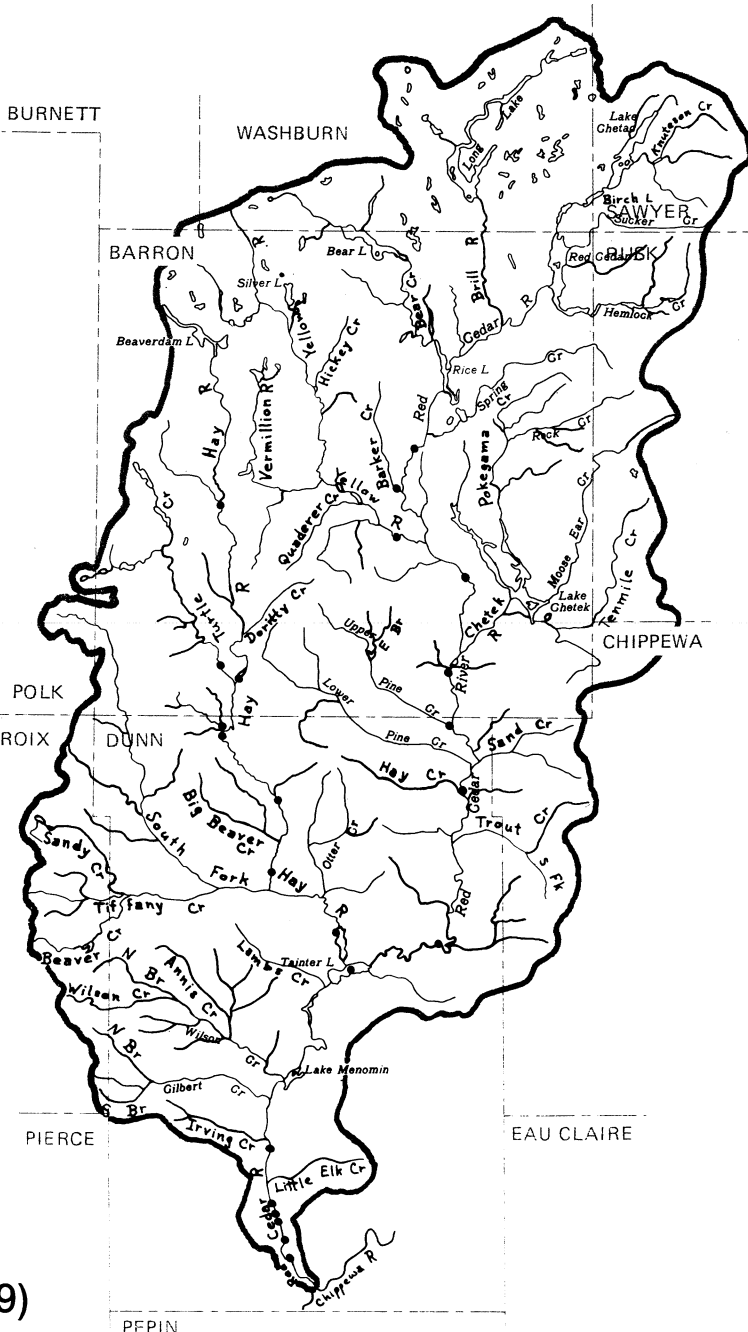 BURNETT
WASHBURN
Lake
Chetac
Knuteson Cr
Long
Lake
Birch L
SAWYER
Sucker Cr
BARRON
R
Bear L
Brill R
Red Cedar L
RUSK
Silver L
Yellow
Bear Cr
Cedar R
Hemlock Cr
Beaverdam L
Hickey Cr
Rice L
Spring Cr
Cr
Hay R
Vermillion R
Barker Cr
Red
Pokegama
Rock Cr
Cr
Quaderer Cr
Yellow
R
Moose Ear Cr
Tenmile Cr
Turtle
R
Dority Cr
Chetek
R
Lake
Chetek
Upper
Br
CHIPPEWA
POLK
Hay
Lower
Pine
Cr
River
ROIX
DUNN
Pine Cr
Sand Cr
Hay Cr
Cedar
Big Beaver
Cr
Trout Cr
Sandy Cr
South
Fork
Hay
Otter Cr
S Fk
Tiffany Cr
R
Red
Beaver Cr
N Br
Annis
Cr
Lambs Cr
Tainter L
Wilson Cr
N Br
Wilson
Cr
Lake Menomin
Gilbert Cr
S Br
PIERCE
Irving Cr
EAU CLAIRE
R
Little Elk Cr
Cedar
Red
Chippewa R
9)
PEPIN